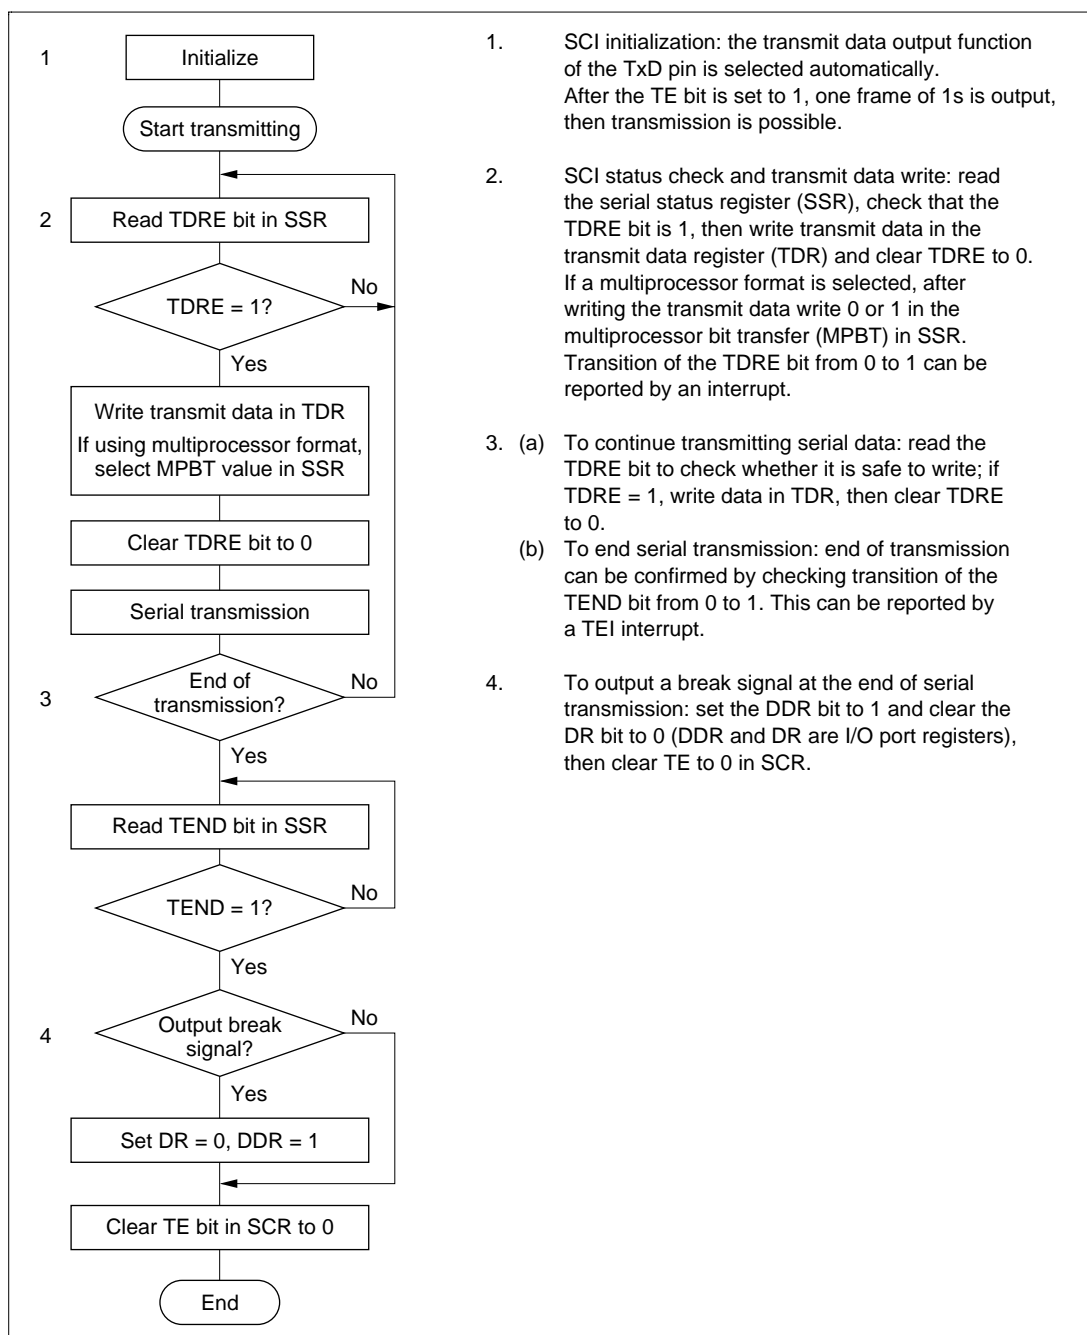 1
Initialize
Start transmitting
2
Read TDRE bit in SSR
TDRE = 1?
No
Yes
Write transmit data in TDR
If using multiprocessor format,
select MPBT value in SSR
Clear TDRE bit to 0
Serial transmission
3
End of
transmission?
No
Yes
Read TEND bit in SSR
TEND = 1?
No
Yes
4
Output break
signal?
No
Yes
Set DR = 0, DDR = 1
Clear TE bit in SCR to 0
End
1. SCI initialization: the transmit data output function
of the TxD pin is selected automatically.
After the TE bit is set to 1, one frame of 1s is output,
then transmission is possible.
2. SCI status check and transmit data write: read
the serial status register (SSR), check that the
TDRE bit is 1, then write transmit data in the
transmit data register (TDR) and clear TDRE to 0.
If a multiprocessor format is selected, after
writing the transmit data write 0 or 1 in the
multiprocessor bit transfer (MPBT) in SSR.
Transition of the TDRE bit from 0 to 1 can be
reported by an interrupt.
3. (a) To continue transmitting serial data: read the
TDRE bit to check whether it is safe to write; if
TDRE = 1, write data in TDR, then clear TDRE
to 0.
(b) To end serial transmission: end of transmission
can be confirmed by checking transition of the
TEND bit from 0 to 1. This can be reported by
a TEI interrupt.
4. To output a break signal at the end of serial
transmission: set the DDR bit to 1 and clear the
DR bit to 0 (DDR and DR are I/O port registers),
then clear TE to 0 in SCR.